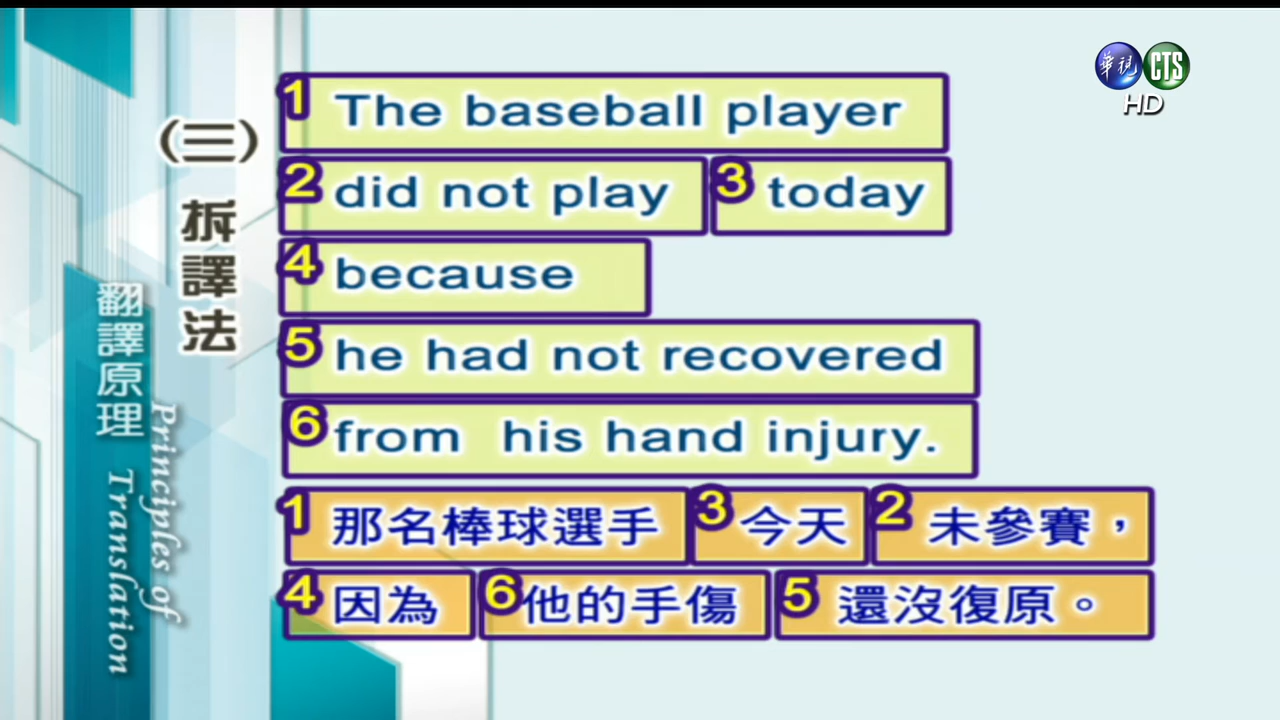 華視 CTS
HD
(三) 拆譯法
翻譯原理
Principles of
Translation
1 The baseball player
2 did not play 3 today
4 because
5 he had not recovered
6 from his hand injury.
1 那名棒球選手 3 今天 2 未參賽，
4 因為 6 他的手傷 5 還沒復原。